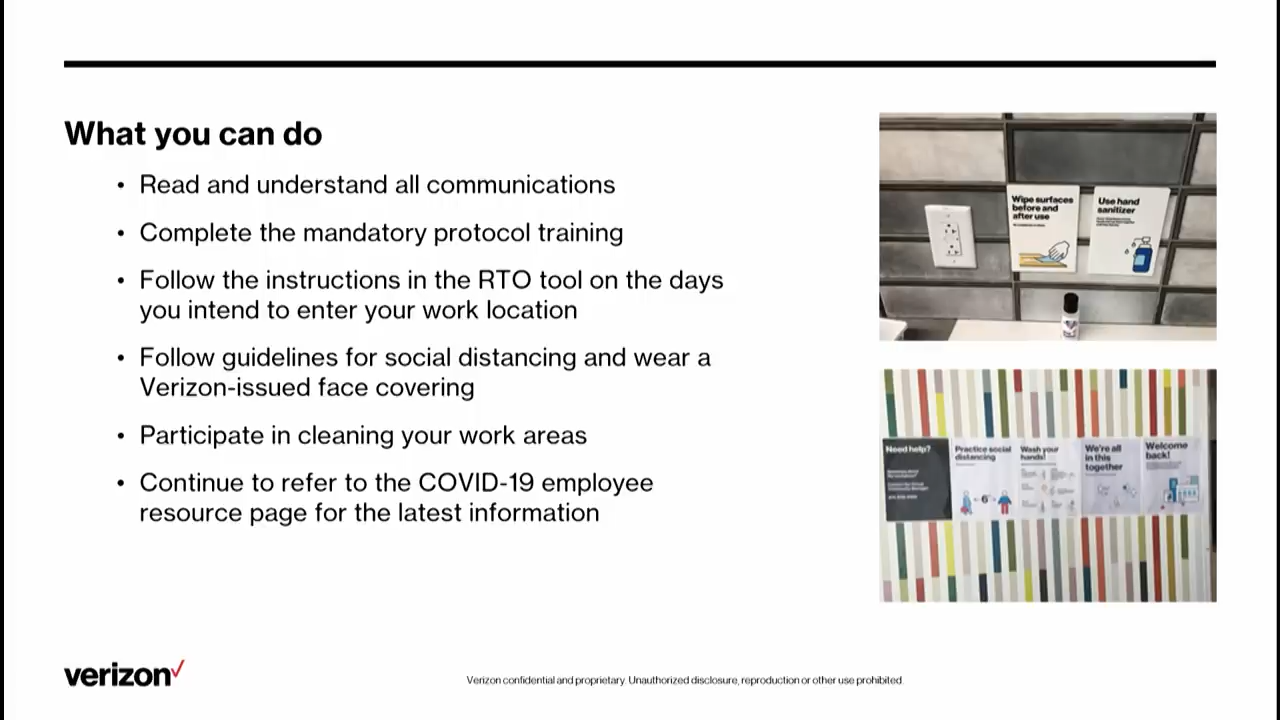 What you can do
• Read and understand all communications
• Complete the mandatory protocol training
• Follow the instructions in the RTO tool on the days
you intend to enter your work location
• Follow guidelines for social distancing and wear a
Verizon-issued face covering
• Participate in cleaning your work areas
• Continue to refer to the COVID-19 employee
resource page for the latest information
Wipe surfaces
before and
after use
Use hand
sanitizer
Need help?
Practice social
distancing
6'
Wash your
hands!
We're all
in this
together
Welcome
back!
verizon
Verizon confidential and proprietary. Unauthorized disclosure, reproduction or other use prohibited.